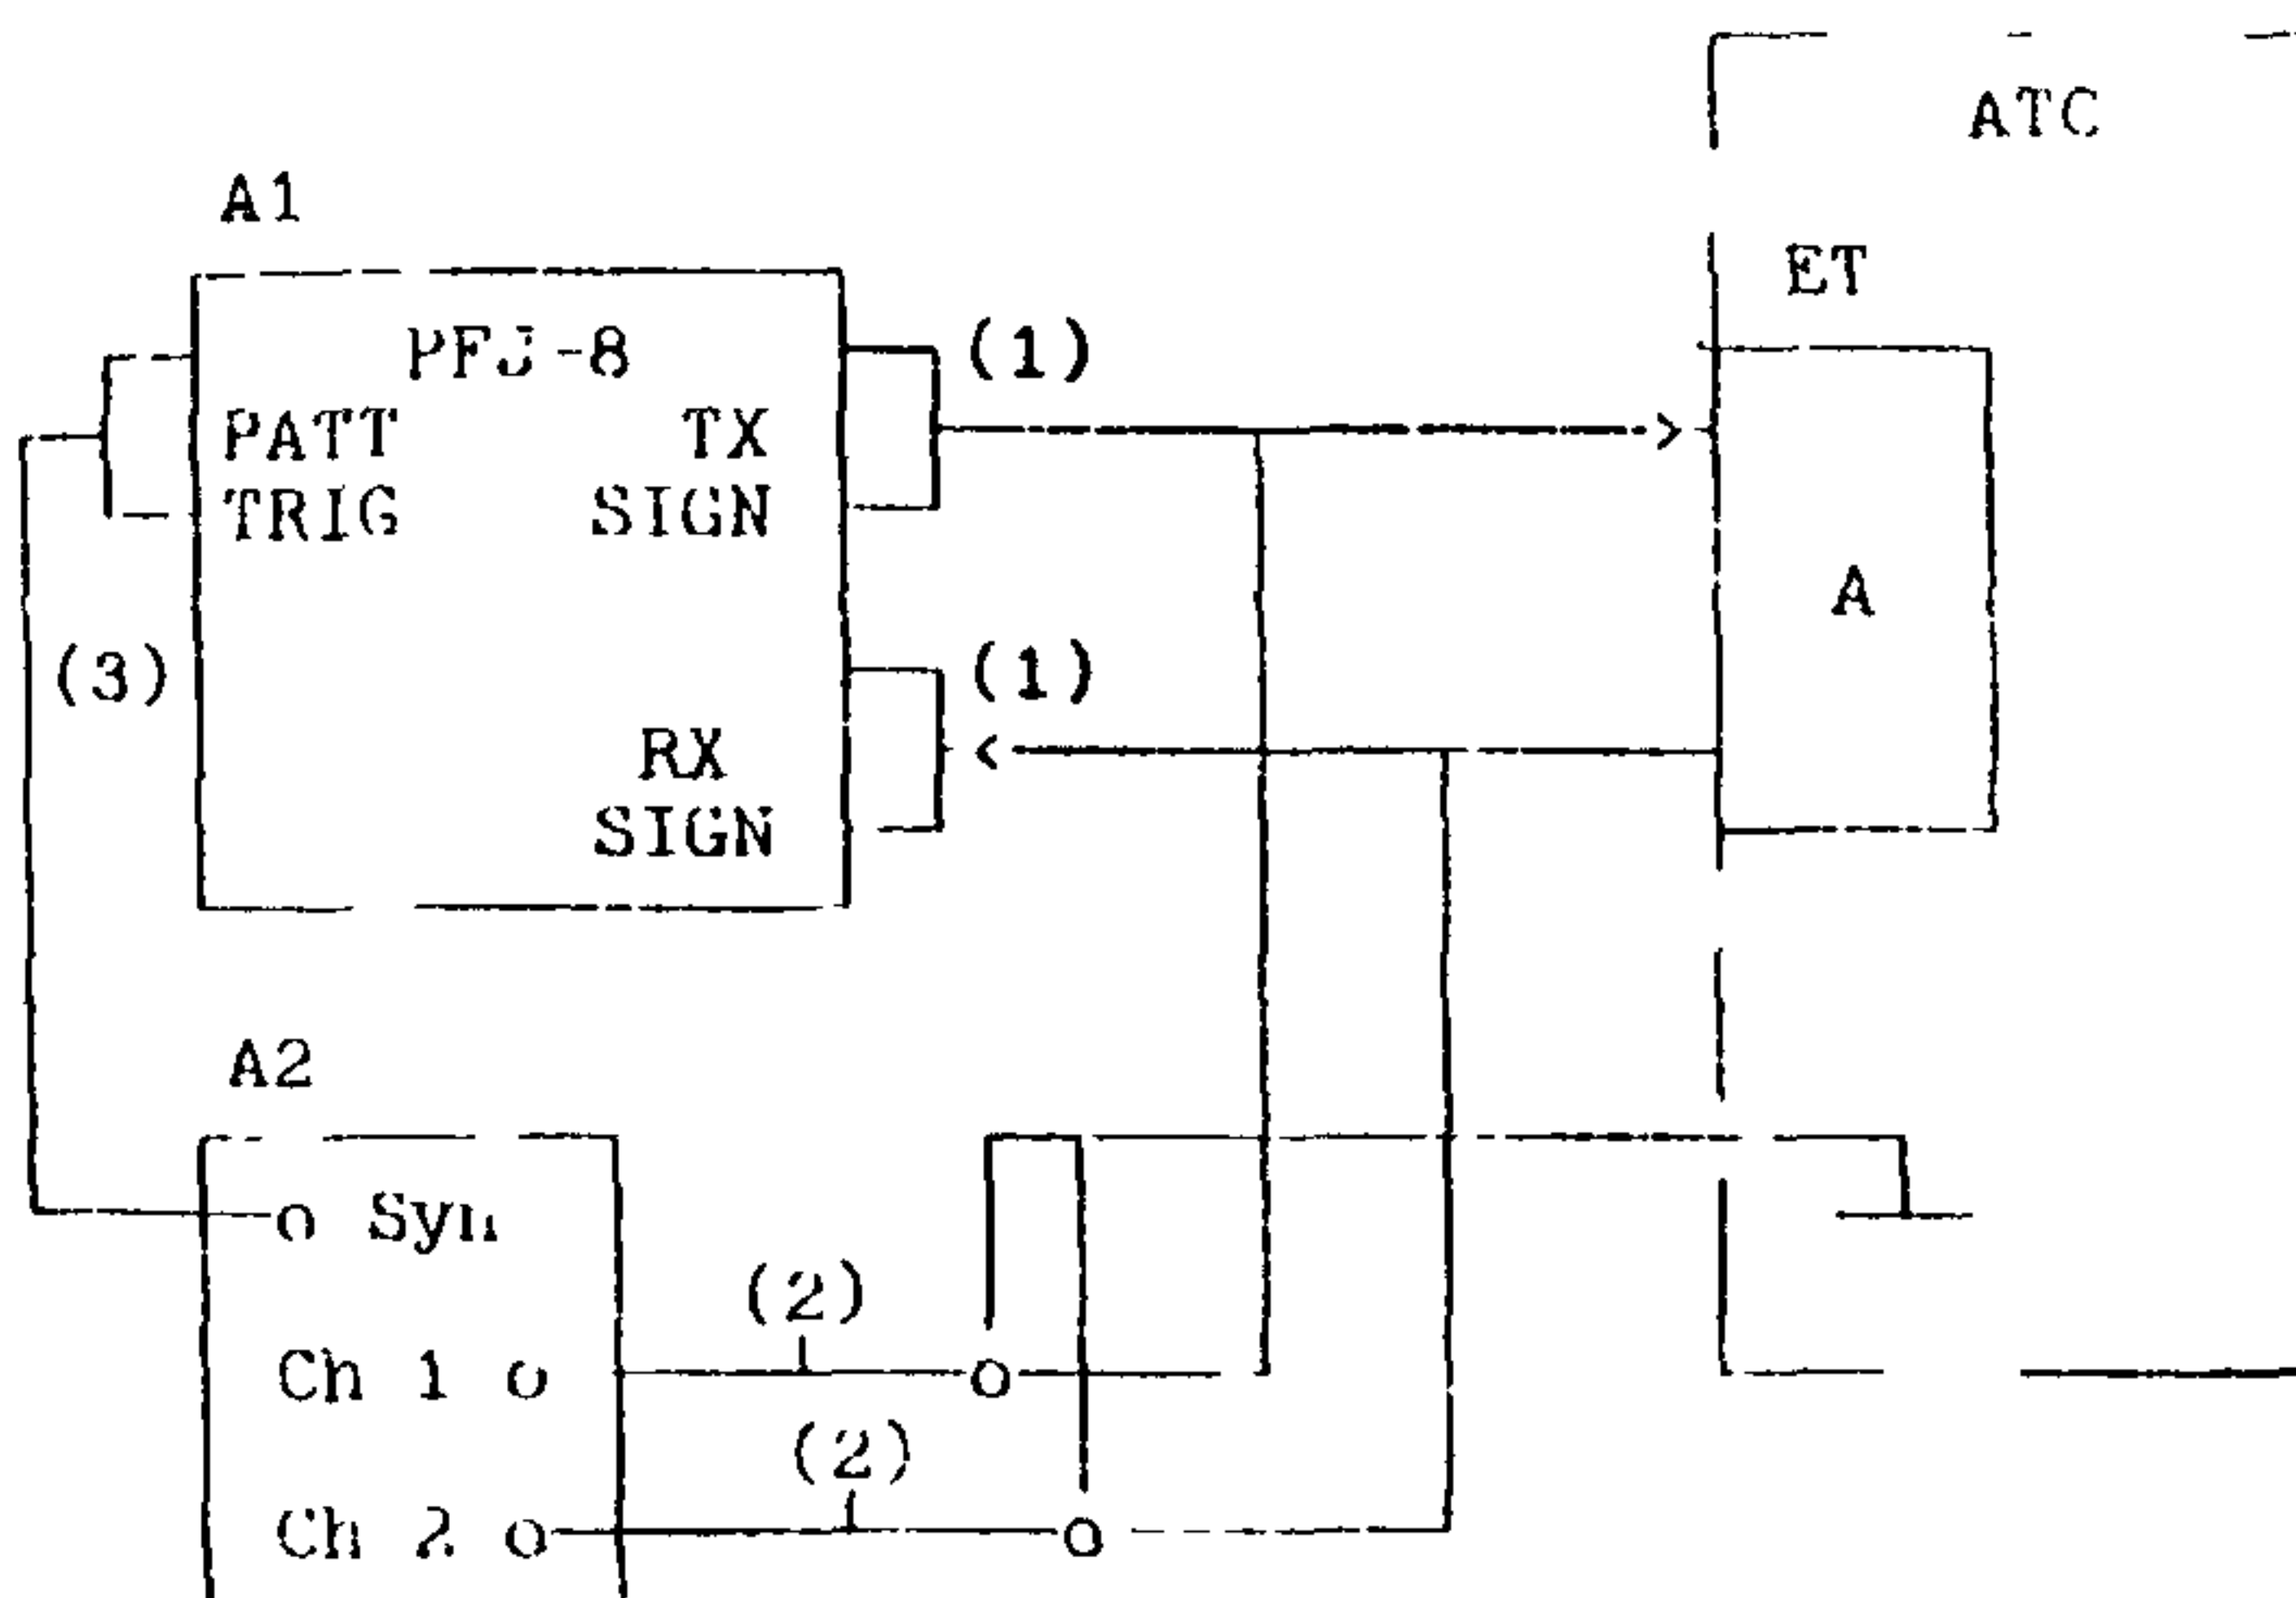 ATC
A1
ET
PFJ-8
(1)
PATT TX
TRIG SIGN
A
(3)
(1)
RX
SIGN
A2
Syn
(2)
Ch 1
(2)
Ch 2